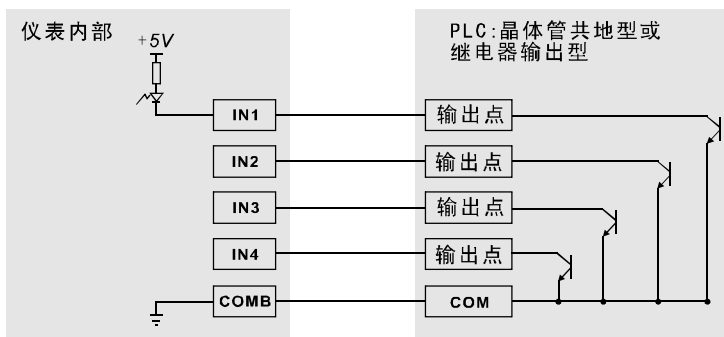 仪表内部
+5V
PLC:晶体管共地型或
继电器输出型
IN1
输出点
IN2
输出点
IN3
输出点
IN4
输出点
COMB
COM